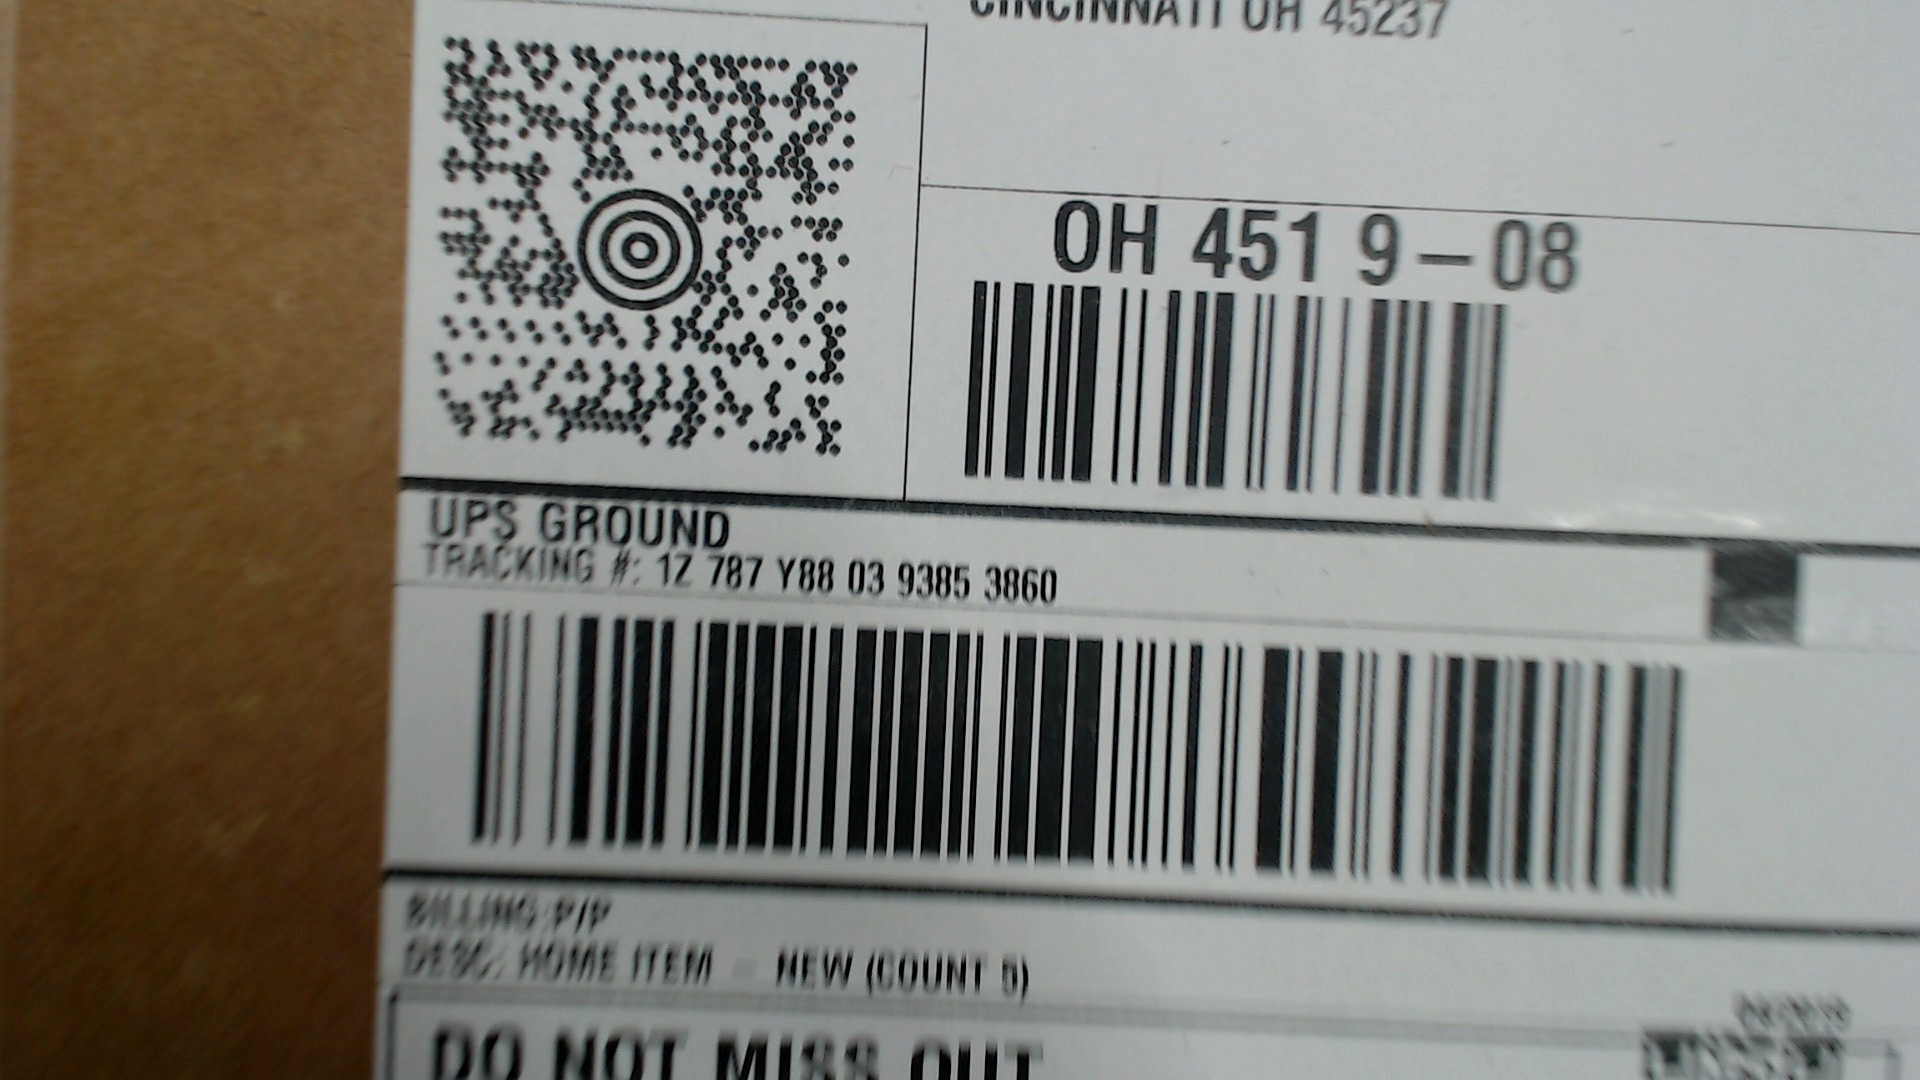 CINCINNATI OH 45237
OH 451 9-08
UPS GROUND
TRACKING #: 1Z 787 Y88 03 9385 3860
BILLING: P/P
DESC: HOME ITEM - NEW (COUNT 5)
DO NOT MISS OUT